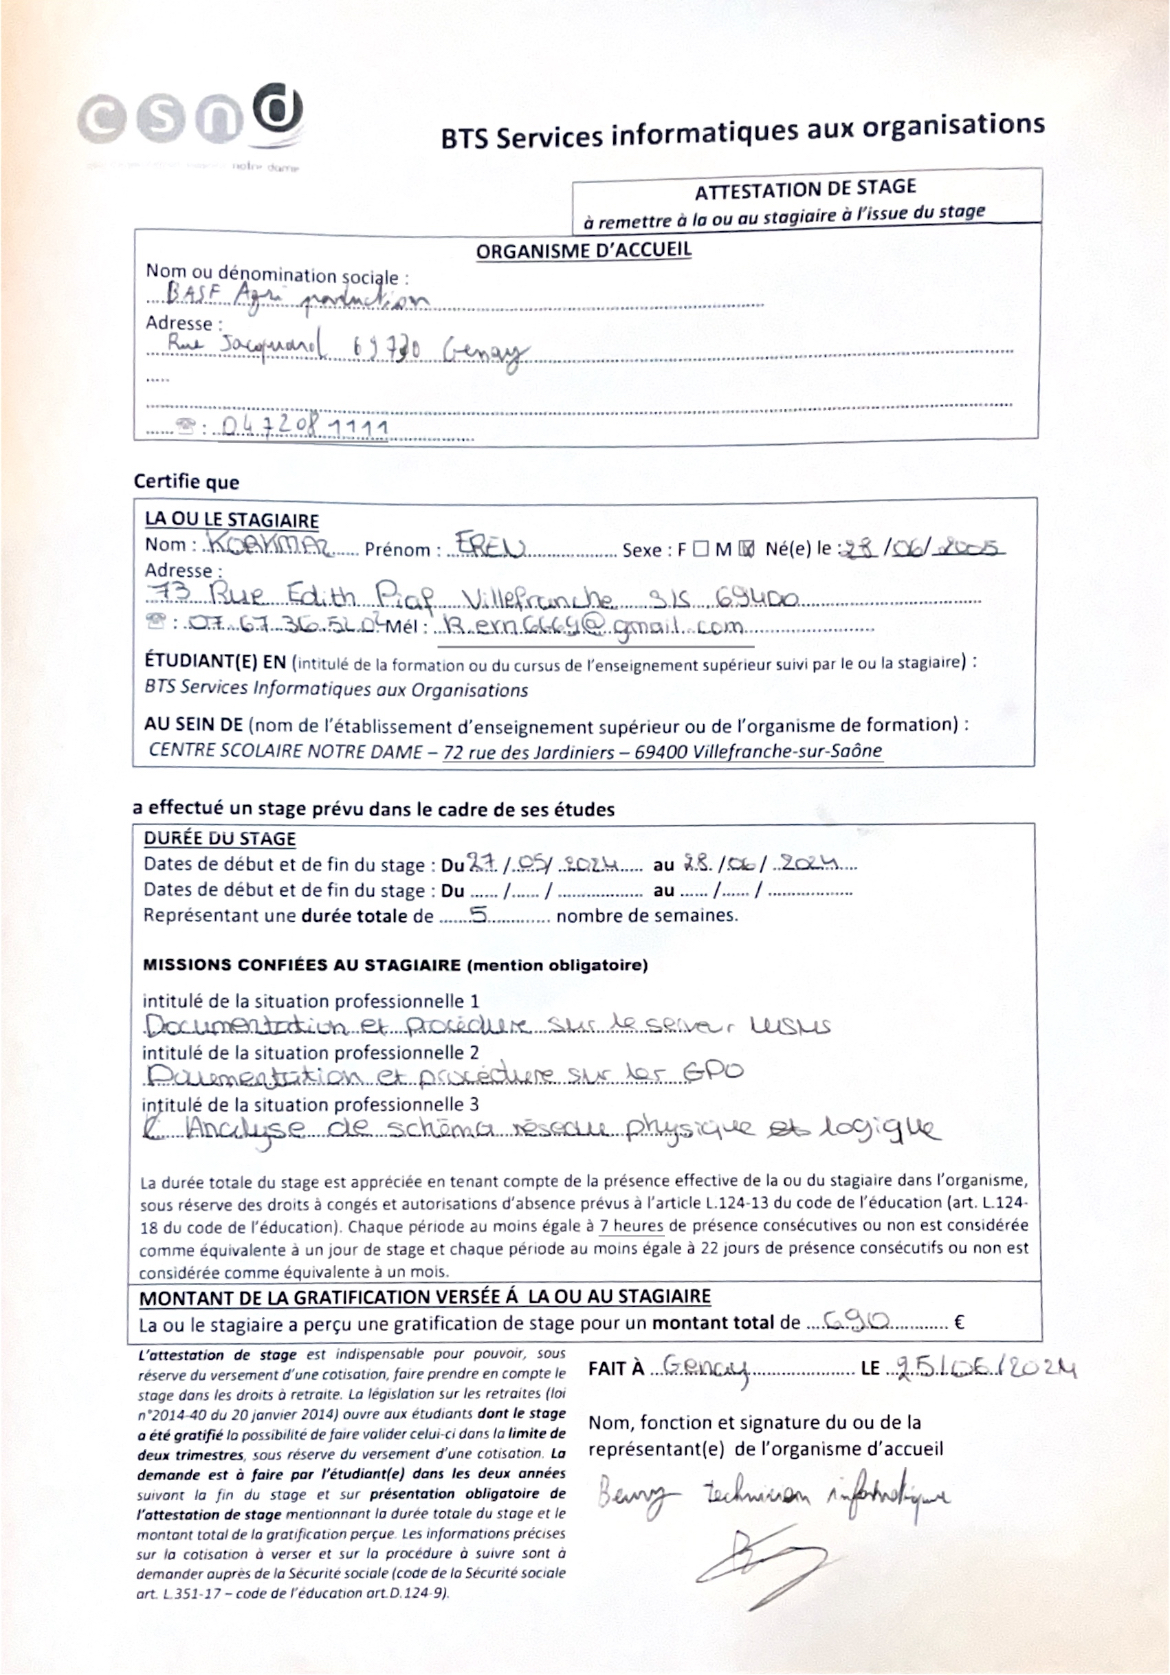 csnd
notre dame
BTS Services informatiques aux organisations
ATTESTATION DE STAGE
à remettre à la ou au stagiaire à l'issue du stage
ORGANISME D'ACCUEIL
Nom ou dénomination sociale :
BASF Agri production
Adresse :
Rue Jacquard 69730 Genay
☎ : 0472081111
Certifie que
LA OU LE STAGIAIRE
Nom : KORKMAZ Prénom : EREN Sexe : F ☐ M ☒ Né(e) le : 28/06/2005
Adresse :
73 Rue Edith Piaf Villefranche S/S 69400
☎ : 07.67.36.52.02 Mél : @gmail.com
ÉTUDIANT(E) EN (intitulé de la formation ou du cursus de l'enseignement supérieur suivi par le ou la stagiaire) :
BTS Services Informatiques aux Organisations
AU SEIN DE (nom de l'établissement d'enseignement supérieur ou de l'organisme de formation) :
CENTRE SCOLAIRE NOTRE DAME – 72 rue des Jardiniers – 69400 Villefranche-sur-Saône
a effectué un stage prévu dans le cadre de ses études
DURÉE DU STAGE
Dates de début et de fin du stage : Du 27/05/2024 au 28/06/2024
Dates de début et de fin du stage : Du ....../....../................ au ....../....../................
Représentant une durée totale de 5 nombre de semaines.
MISSIONS CONFIÉES AU STAGIAIRE (mention obligatoire)
intitulé de la situation professionnelle 1
Documentation et procédure sur le serveur WSUS
intitulé de la situation professionnelle 2
Documentation et procédure sur les GPO
intitulé de la situation professionnelle 3
Analyse de schéma réseau physique et logique
La durée totale du stage est appréciée en tenant compte de la présence effective de la ou du stagiaire dans l'organisme,
sous réserve des droits à congés et autorisations d'absence prévus à l'article L.124-13 du code de l'éducation (art. L.124-
18 du code de l'éducation). Chaque période au moins égale à 7 heures de présence consécutives ou non est considérée
comme équivalente à un jour de stage et chaque période au moins égale à 22 jours de présence consécutifs ou non est
considérée comme équivalente à un mois.
MONTANT DE LA GRATIFICATION VERSÉE Á LA OU AU STAGIAIRE
La ou le stagiaire a perçu une gratification de stage pour un montant total de 690 €
L'attestation de stage est indispensable pour pouvoir, sous
réserve du versement d'une cotisation, faire prendre en compte le
stage dans les droits à retraite. La législation sur les retraites (loi
n°2014-40 du 20 janvier 2014) ouvre aux étudiants dont le stage
a été gratifié la possibilité de faire valider celui-ci dans la limite de
deux trimestres, sous réserve du versement d'une cotisation. La
demande est à faire par l'étudiant(e) dans les deux années
suivant la fin du stage et sur présentation obligatoire de
l'attestation de stage mentionnant la durée totale du stage et le
montant total de la gratification perçue. Les informations précises
sur la cotisation à verser et sur la procédure à suivre sont à
demander auprès de la Sécurité sociale (code de la Sécurité sociale
art. L.351-17 – code de l'éducation art.D.124-9).
FAIT À Genay LE 25/06/2024
Nom, fonction et signature du ou de la
représentant(e) de l'organisme d'accueil
technicien informatique